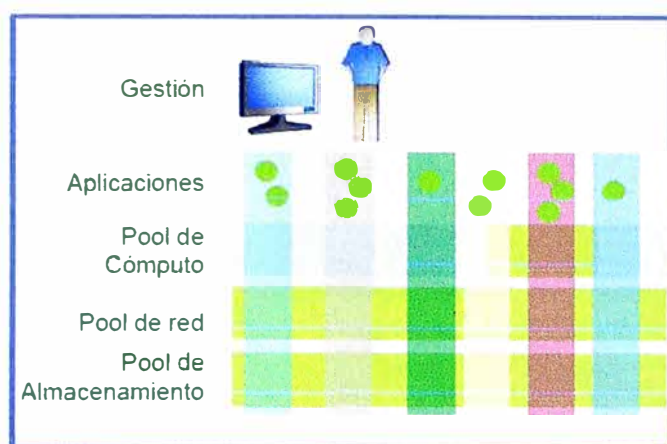 Gestión
Aplicaciones
Pool de
Cómputo
Pool de red
Pool de
Almacenamiento